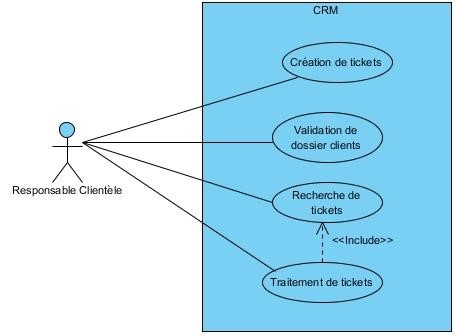 CRM
Création de tickets
Validation de
dossier clients
Responsable Clientèle
Recherche de
tickets
<<Include>>
Traitement de tickets